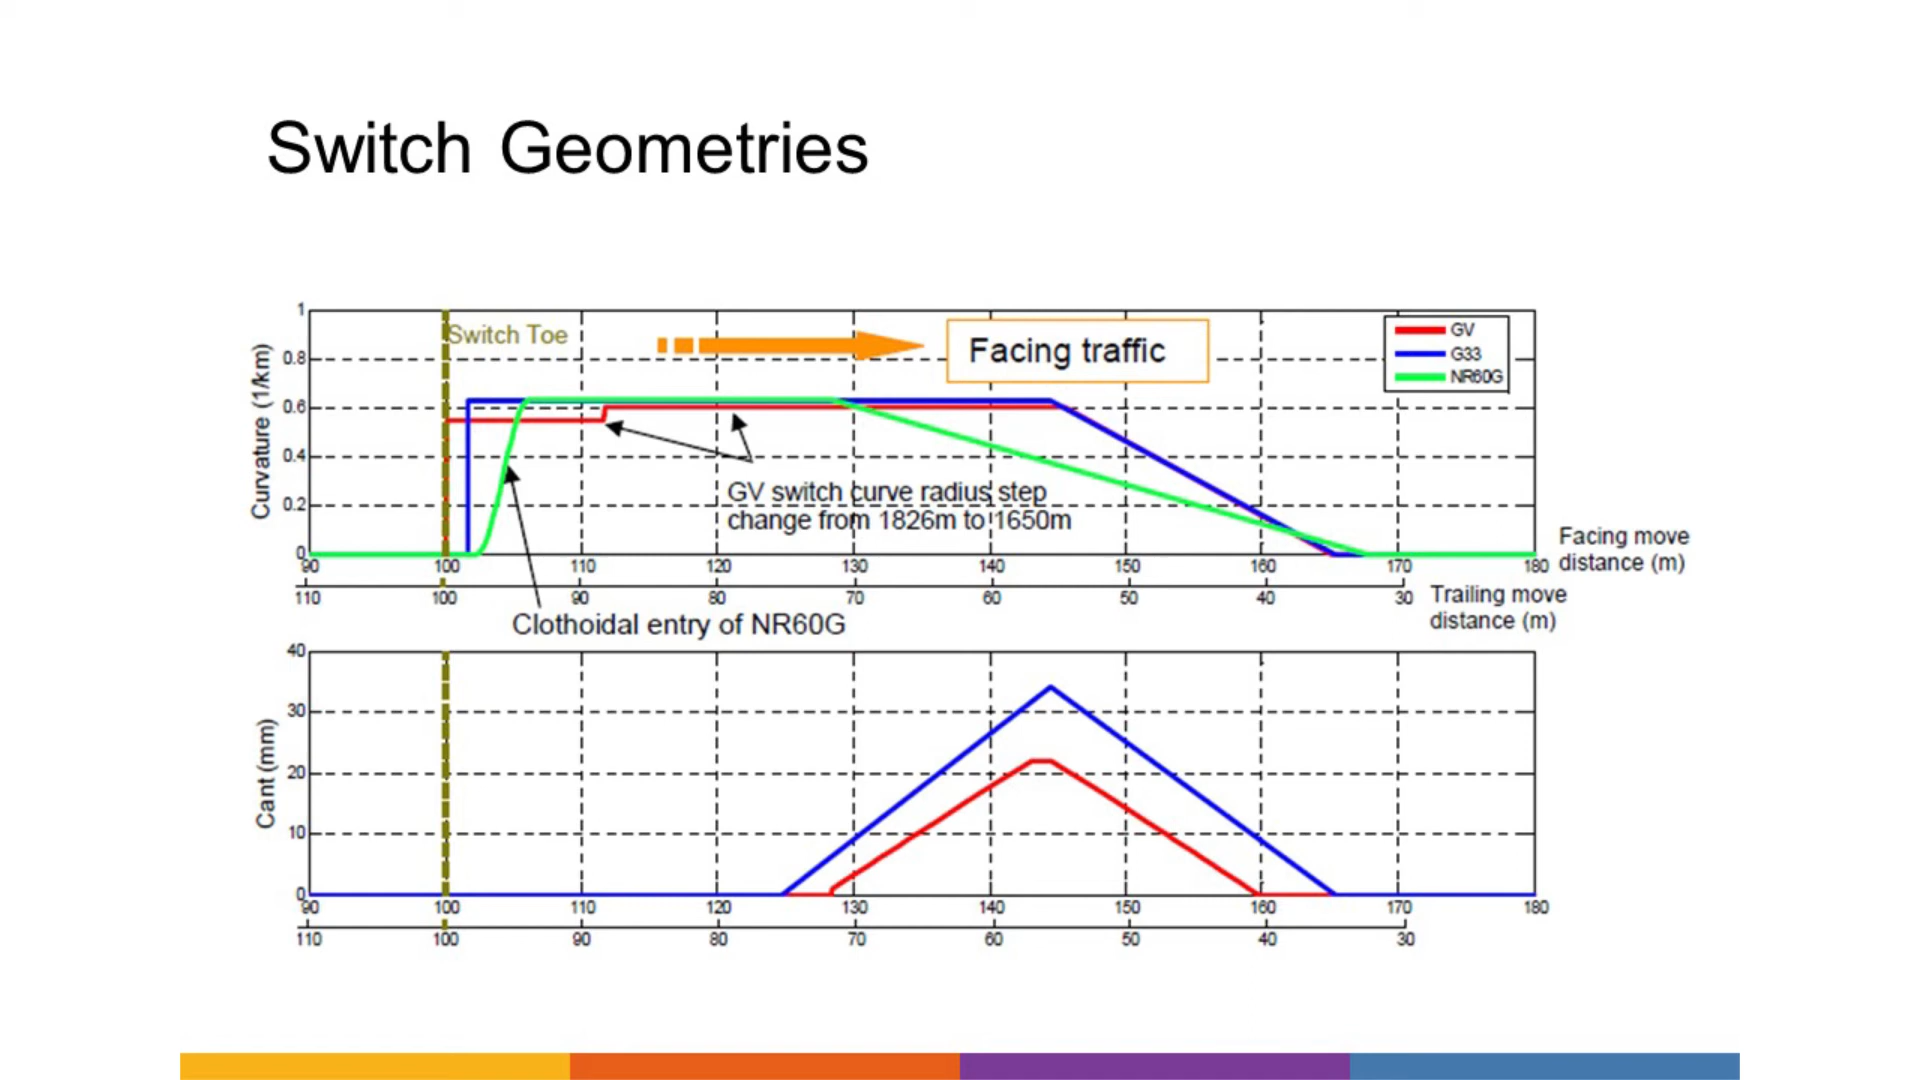 Switch Geometries
1
0.8
0.6
0.4
0.2
0
Curvature (1/km)
Switch Toe
Facing traffic
GV
G33
NR60G
GV switch curve radius step
change from 1826m to 1650m
90 100 110 120 130 140 150 160 170 180
Facing move
distance (m)
110 100 90 80 70 60 50 40 30
Trailing move
distance (m)
Clothoidal entry of NR60G
40
30
20
10
0
Cant (mm)
90 100 110 120 130 140 150 160 170 180
110 100 90 80 70 60 50 40 30